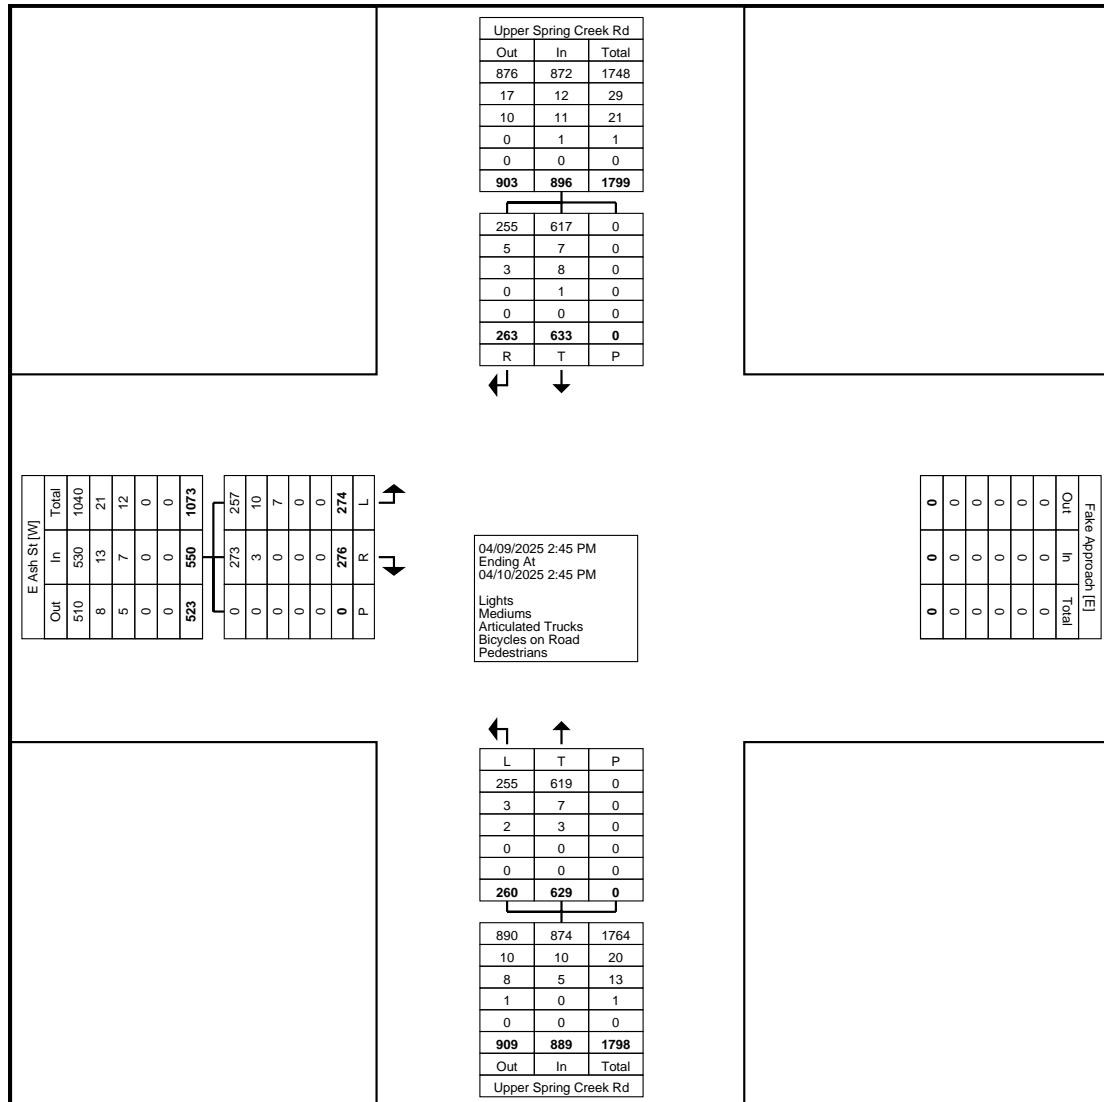 Upper Spring Creek Rd
Out In Total
876 872 1748
17 12 29
10 11 21
0 1 1
0 0 0
903 896 1799
255 617 0
5 7 0
3 8 0
0 1 0
0 0 0
263 633 0
R T P
E Ash St [W]
Total In Out
1040 530 510
21 13 8
12 7 5
0 0 0
0 0 0
1073 550 523
257 273 0
10 3 0
7 0 0
0 0 0
0 0 0
274 276 0
L R P
04/09/2025 2:45 PM
Ending At
04/10/2025 2:45 PM
Lights
Mediums
Articulated Trucks
Bicycles on Road
Pedestrians
Fake Approach [E]
Out In Total
0 0 0
0 0 0
0 0 0
0 0 0
0 0 0
0 0 0
L T P
255 619 0
3 7 0
2 3 0
0 0 0
0 0 0
260 629 0
890 874 1764
10 10 20
8 5 13
1 0 1
0 0 0
909 889 1798
Out In Total
Upper Spring Creek Rd